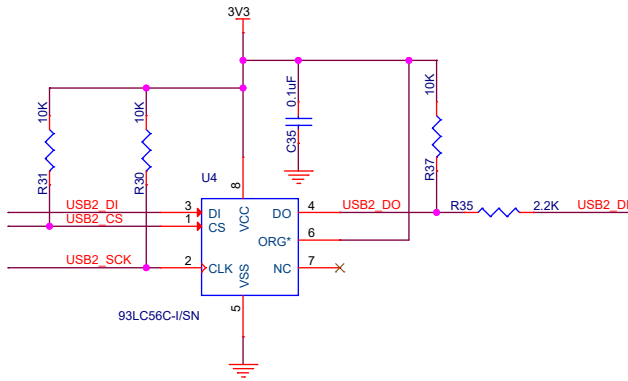 3V3
10K
10K
0.1uF
10K
R31
R30
C35
R37
U4
8
VCC
USB2_DI
3
DI
DO
4
USB2_DO
R35
2.2K
USB2_DI
USB2_CS
1
CS
ORG*
6
USB2_SCK
2
CLK
NC
7
VSS
5
93LC56C-I/SN